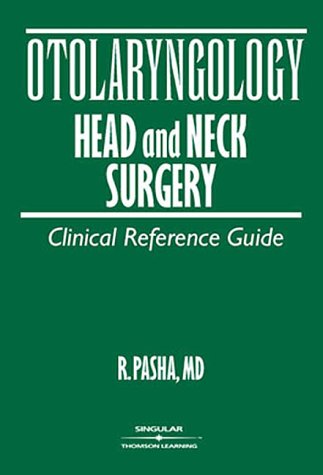 OTOLARYNGOLOGY
HEAD and NECK
SURGERY
Clinical Reference Guide
R. PASHA, MD
SINGULAR
THOMSON LEARNING